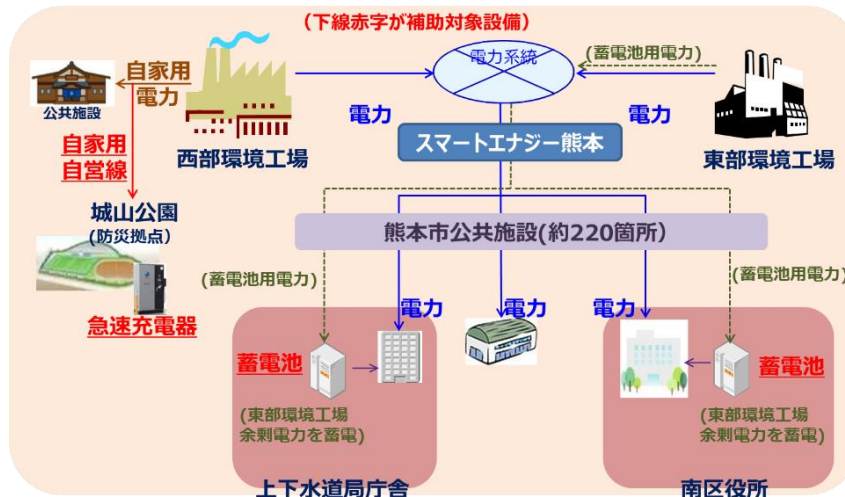 (下線赤字が補助対象設備)
電力系統
(蓄電池用電力)
自家用
電力
公共施設
電力
電力
西部環境工場
スマートエナジー熊本
東部環境工場
自家用
自営線
城山公園
(防災拠点)
熊本市公共施設(約220箇所)
(蓄電池用電力)
(蓄電池用電力)
急速充電器
電力
電力
電力
蓄電池
蓄電池
(東部環境工場
余剰電力を蓄電)
(東部環境工場
余剰電力を蓄電)
上下水道局庁舎
南区役所